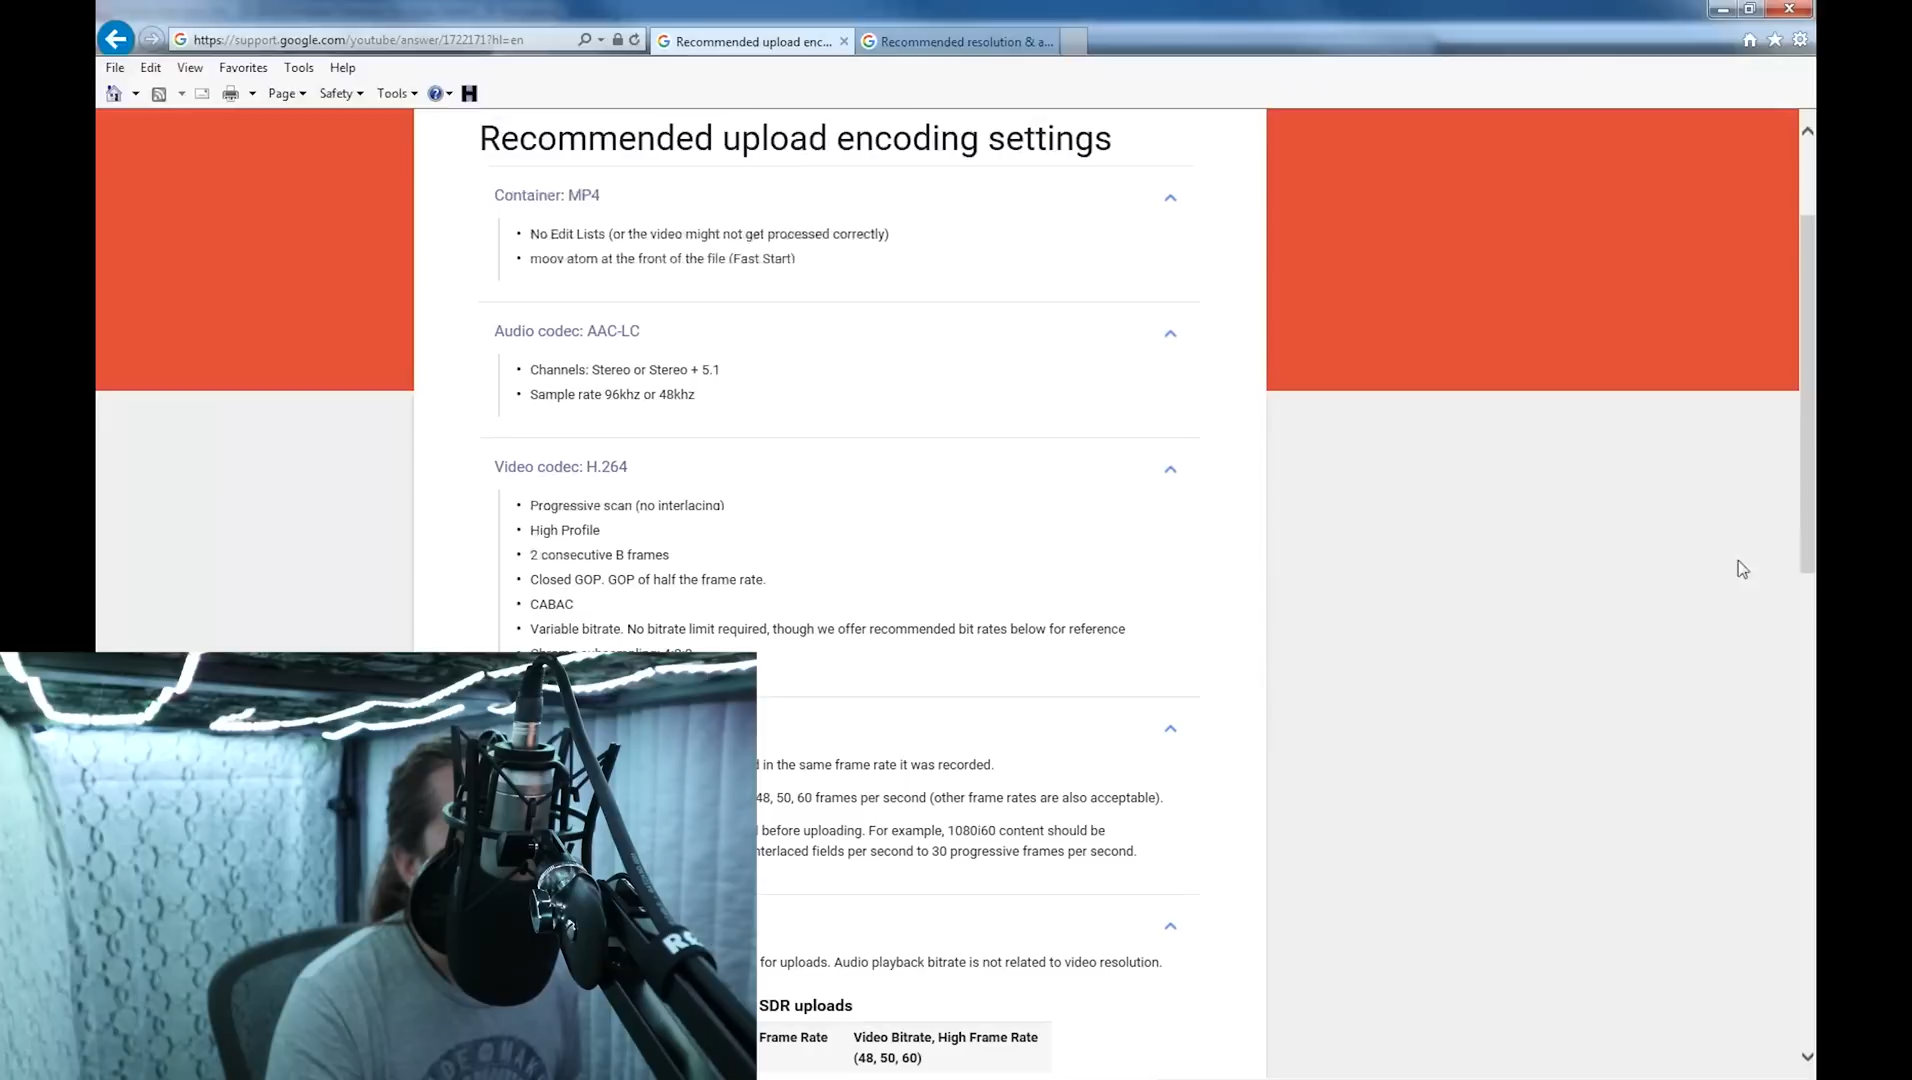 https://support.google.com/youtube/answer/1722171?hl=en
Recommended upload enc...
Recommended resolution & a...
File Edit View Favorites Tools Help
Page Safety Tools
Recommended upload encoding settings
Container: MP4
• No Edit Lists (or the video might not get processed correctly)
• moov atom at the front of the file (Fast Start)
Audio codec: AAC-LC
• Channels: Stereo or Stereo + 5.1
• Sample rate 96khz or 48khz
Video codec: H.264
• Progressive scan (no interlacing)
• High Profile
• 2 consecutive B frames
• Closed GOP. GOP of half the frame rate.
• CABAC
• Variable bitrate. No bitrate limit required, though we offer recommended bit rates below for reference
• Chroma subsampling: 4:2:0
in the same frame rate it was recorded.
48, 50, 60 frames per second (other frame rates are also acceptable).
before uploading. For example, 1080i60 content should be
nterlaced fields per second to 30 progressive frames per second.
for uploads. Audio playback bitrate is not related to video resolution.
SDR uploads
Frame Rate
Video Bitrate, High Frame Rate
(48, 50, 60)